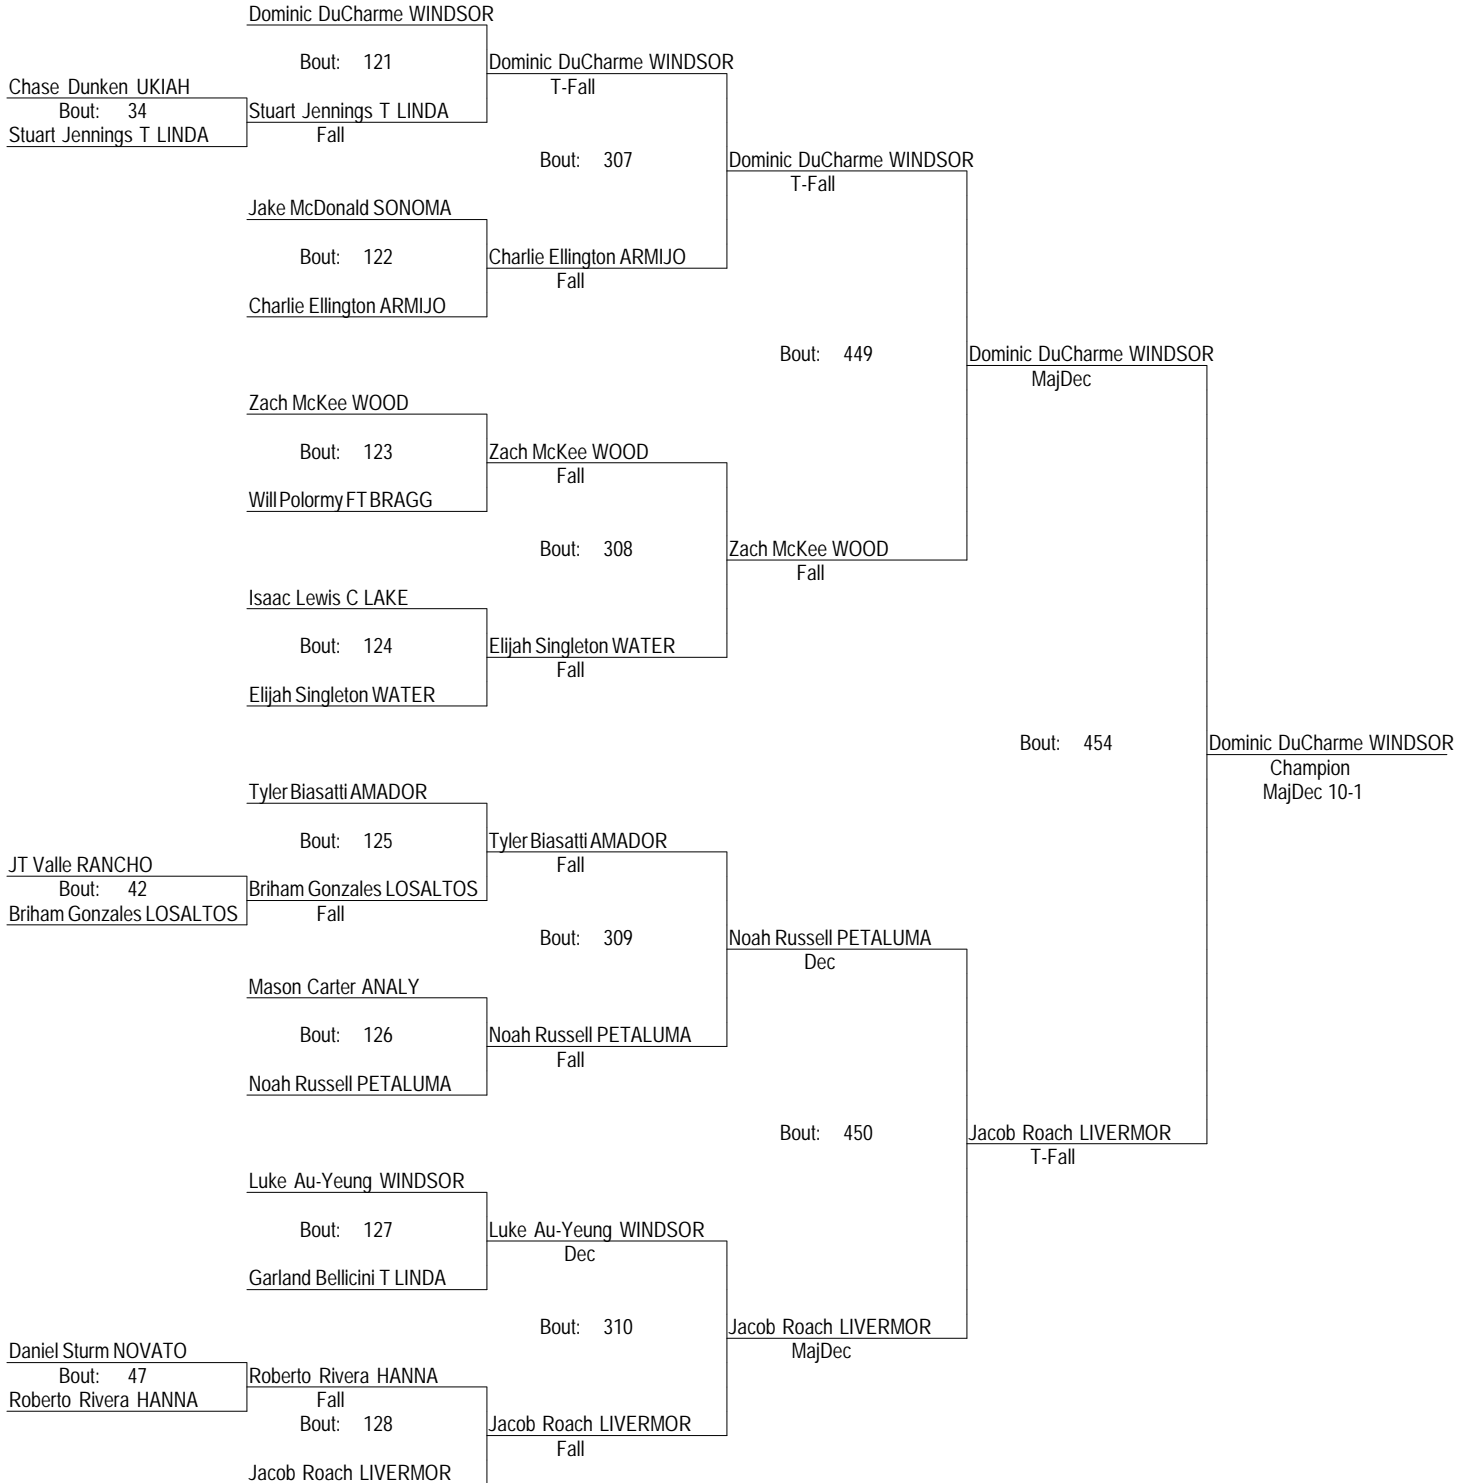 Dominic DuCharme WINDSOR
Bout: 121
Dominic DuCharme WINDSOR
T-Fall
Chase Dunken UKIAH
Bout: 34
Stuart Jennings T LINDA
Stuart Jennings T LINDA
Fall
Bout: 307
Dominic DuCharme WINDSOR
T-Fall
Jake McDonald SONOMA
Bout: 122
Charlie Ellington ARMIJO
Fall
Charlie Ellington ARMIJO
Bout: 449
Dominic DuCharme WINDSOR
MajDec
Zach McKee WOOD
Bout: 123
Zach McKee WOOD
Fall
Will Polormy FT BRAGG
Bout: 308
Zach McKee WOOD
Fall
Isaac Lewis C LAKE
Bout: 124
Elijah Singleton WATER
Fall
Elijah Singleton WATER
Bout: 454
Dominic DuCharme WINDSOR
Champion
MajDec 10-1
Tyler Biasatti AMADOR
Bout: 125
Tyler Biasatti AMADOR
Fall
JT Valle RANCHO
Bout: 42
Briham Gonzales LOSALTOS
Briham Gonzales LOSALTOS
Fall
Bout: 309
Noah Russell PETALUMA
Dec
Mason Carter ANALY
Bout: 126
Noah Russell PETALUMA
Fall
Noah Russell PETALUMA
Bout: 450
Jacob Roach LIVERMOR
T-Fall
Luke Au-Yeung WINDSOR
Bout: 127
Luke Au-Yeung WINDSOR
Dec
Garland Bellicini T LINDA
Bout: 310
Jacob Roach LIVERMOR
MajDec
Daniel Sturm NOVATO
Bout: 47
Roberto Rivera HANNA
Roberto Rivera HANNA
Fall
Bout: 128
Jacob Roach LIVERMOR
Fall
Jacob Roach LIVERMOR